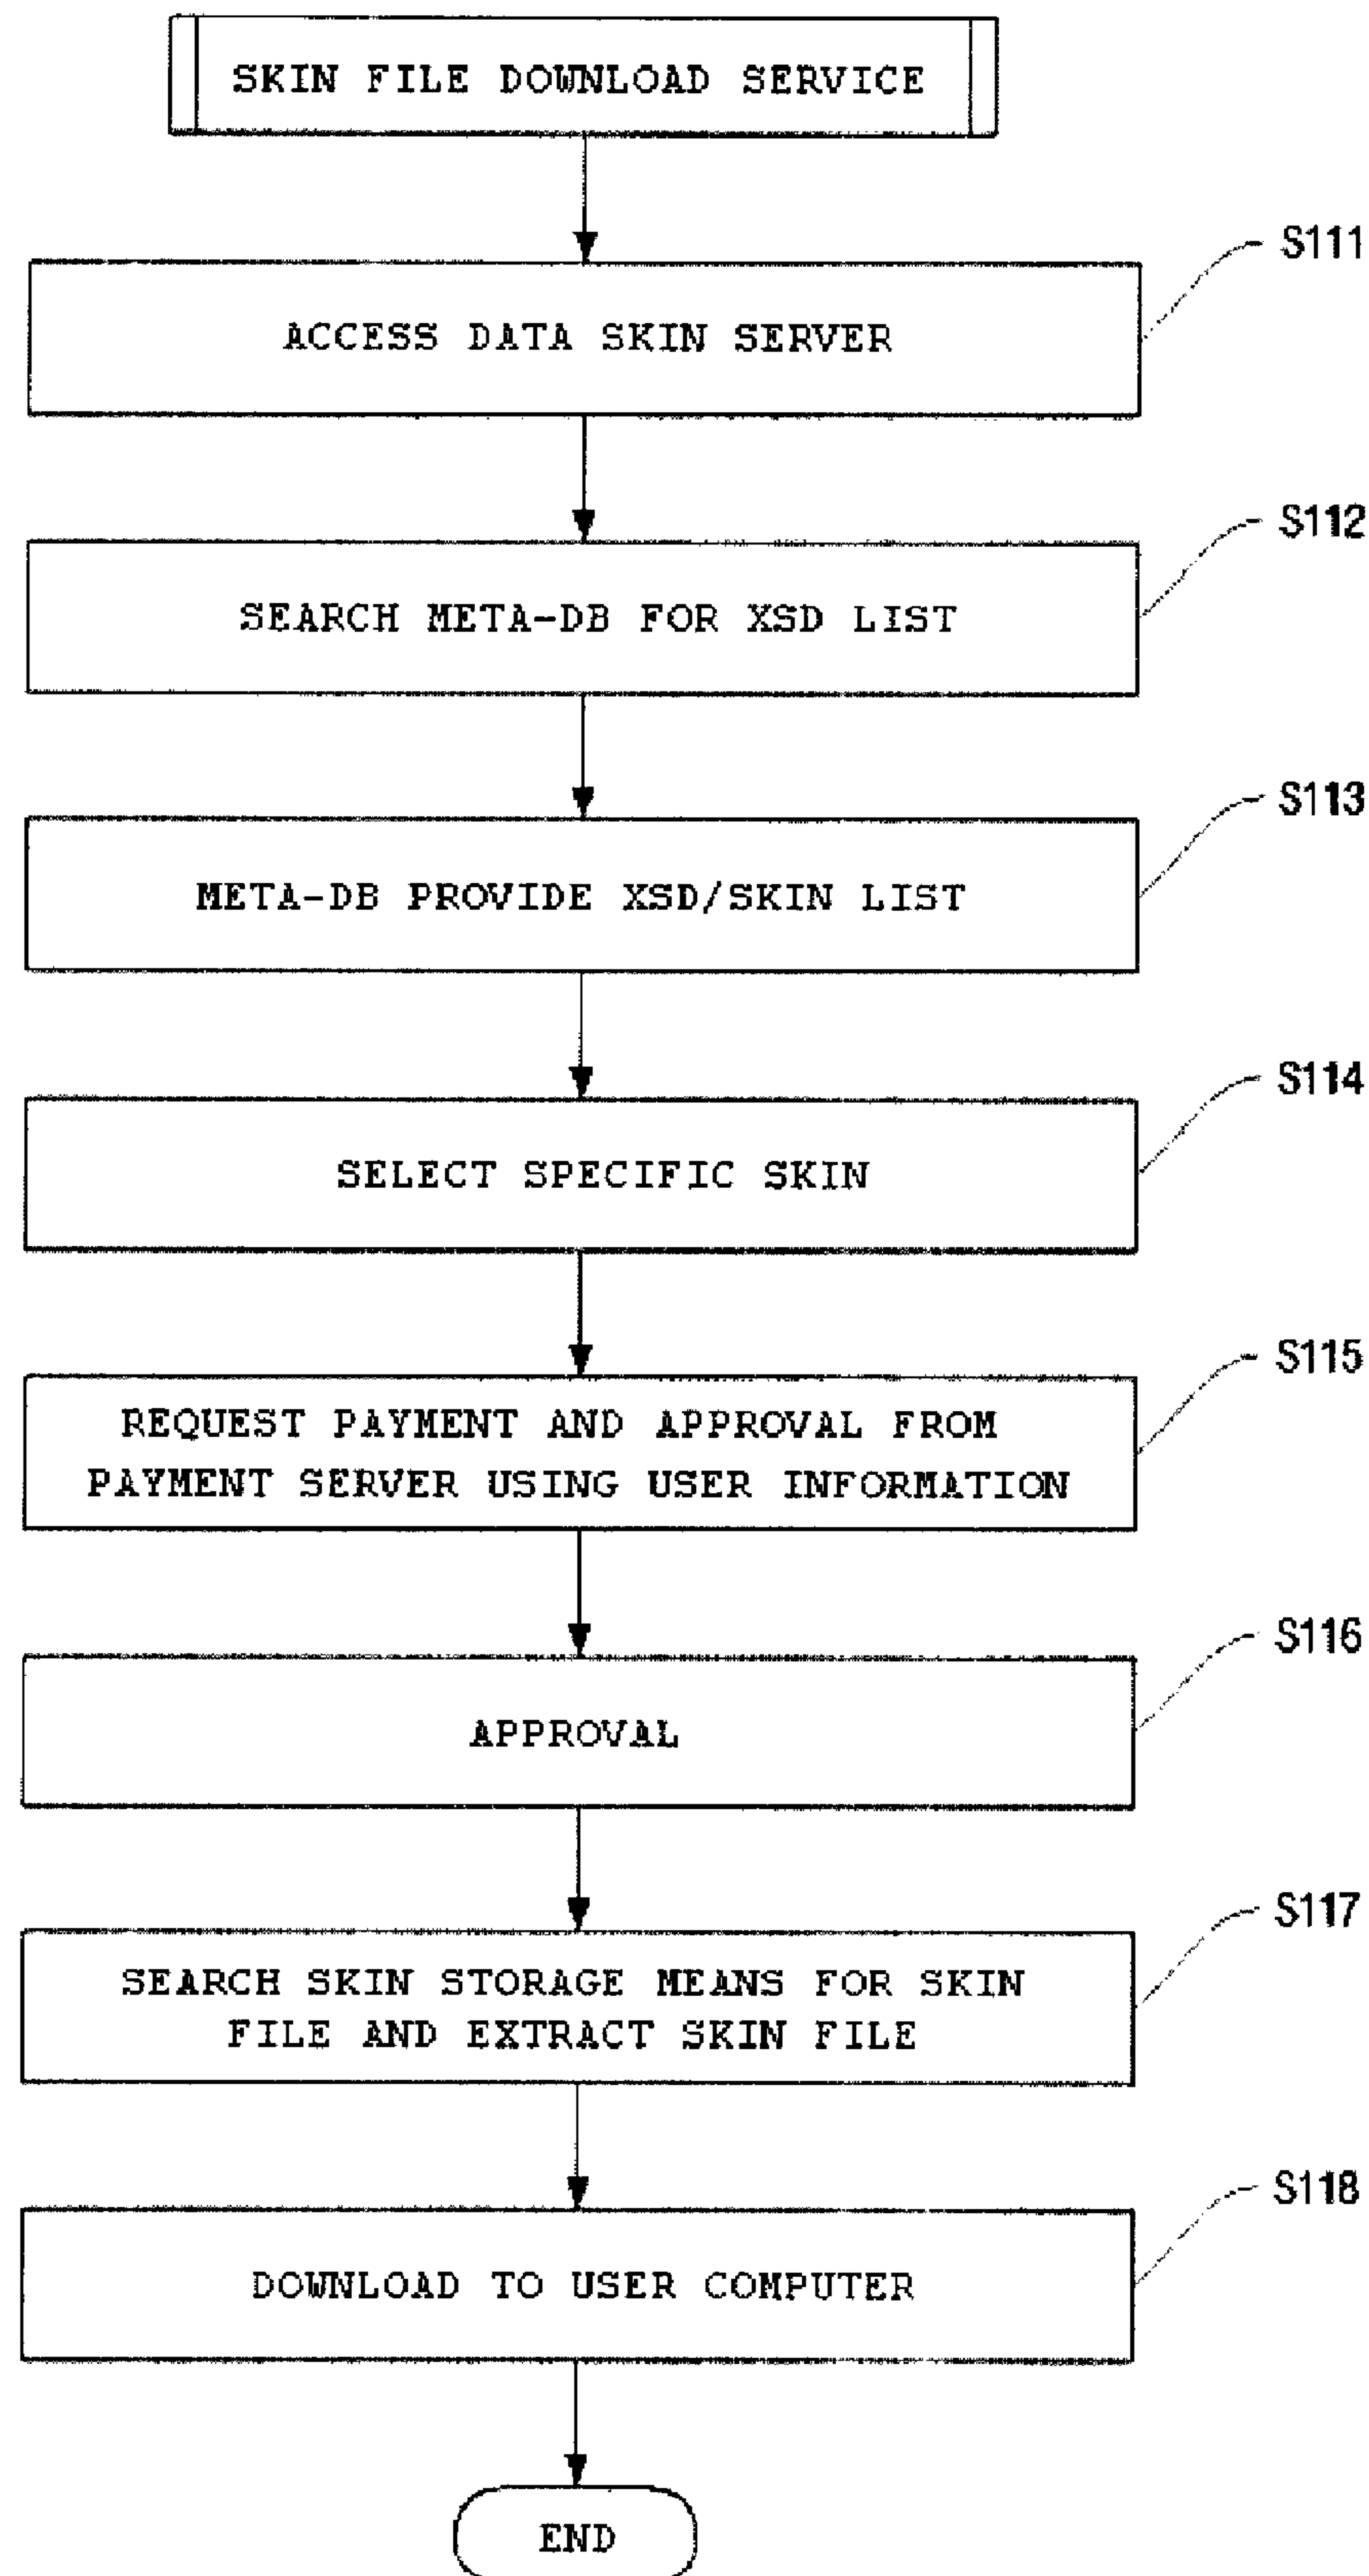 SKIN FILE DOWNLOAD SERVICE
S111
ACCESS DATA SKIN SERVER
S112
SEARCH META-DB FOR XSD LIST
S113
META-DB PROVIDE XSD/SKIN LIST
S114
SELECT SPECIFIC SKIN
S115
REQUEST PAYMENT AND APPROVAL FROM
PAYMENT SERVER USING USER INFORMATION
S116
APPROVAL
S117
SEARCH SKIN STORAGE MEANS FOR SKIN
FILE AND EXTRACT SKIN FILE
S118
DOWNLOAD TO USER COMPUTER
END